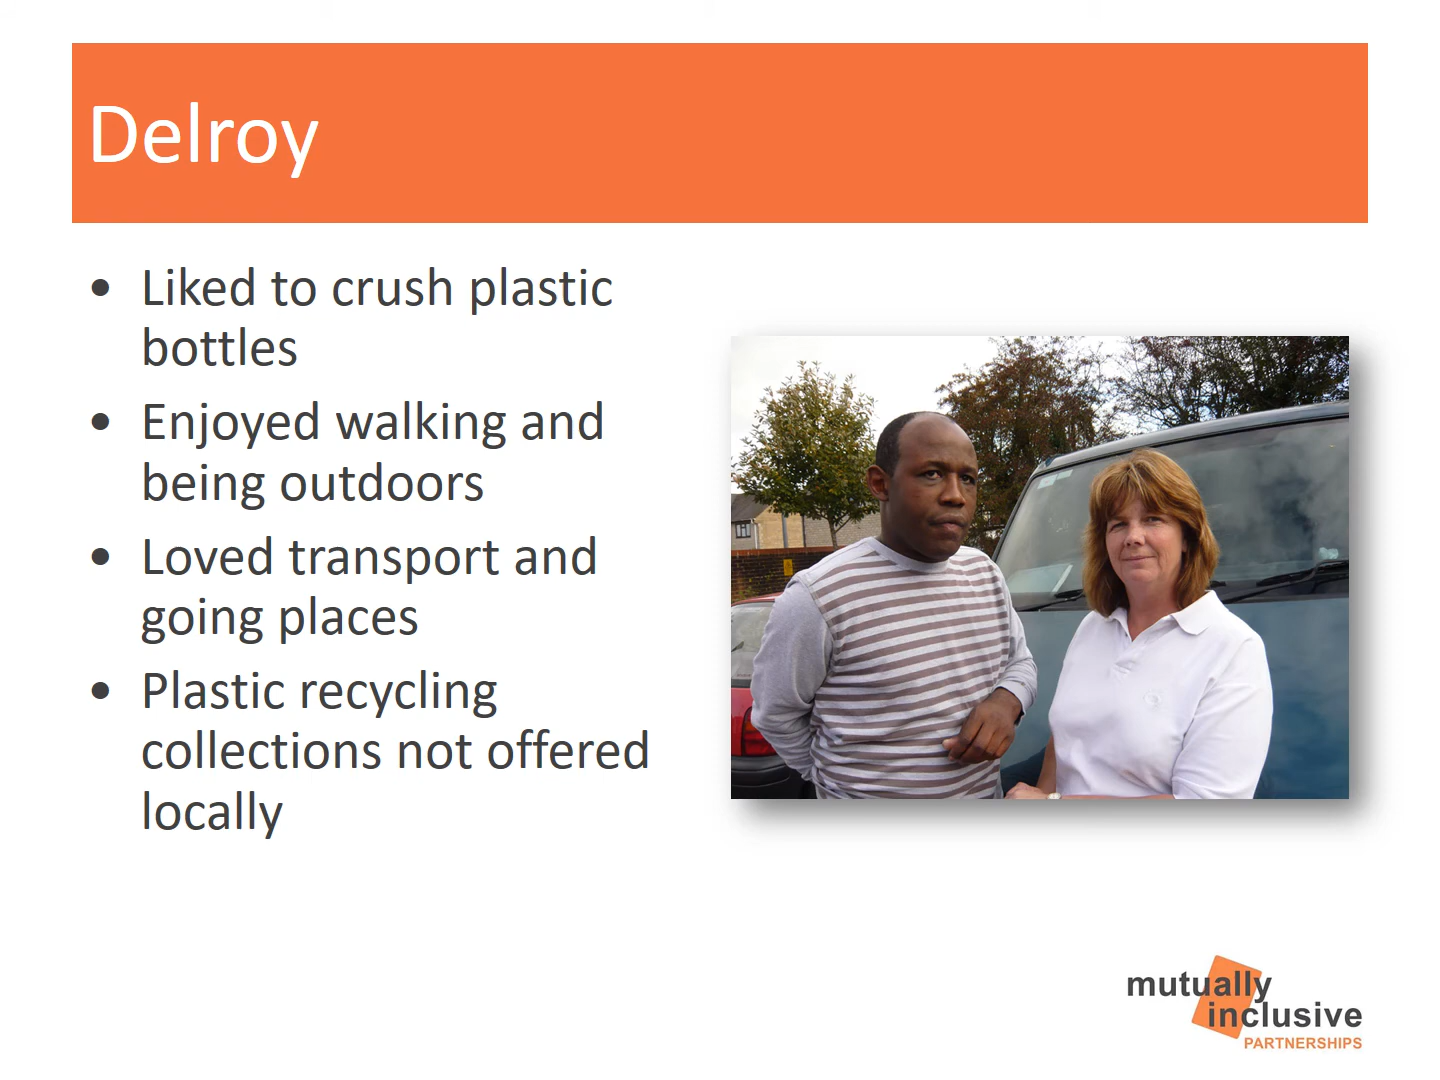 Delroy
• Liked to crush plastic
bottles
• Enjoyed walking and
being outdoors
• Loved transport and
going places
• Plastic recycling
collections not offered
locally
mutually
inclusive
PARTNERSHIPS